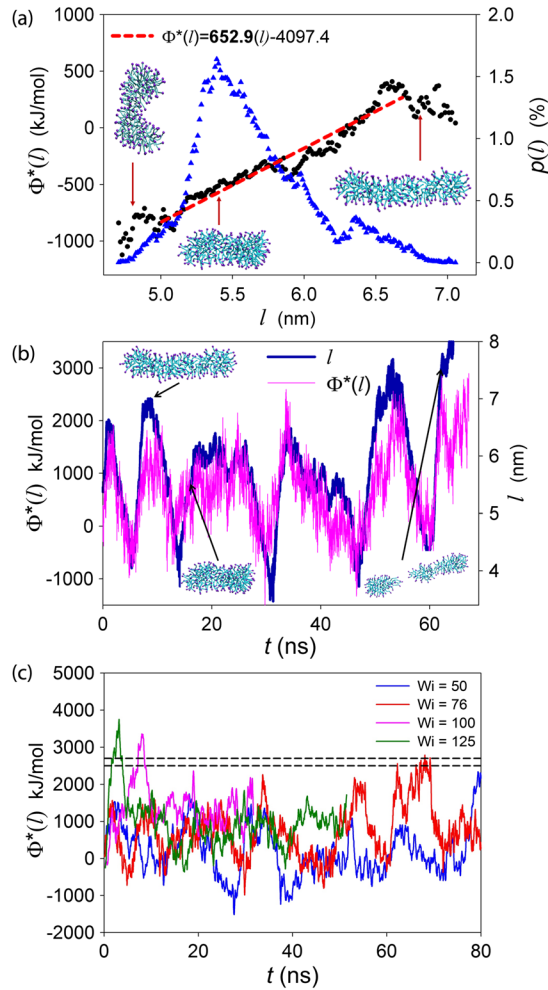 (a)
1000
500
0
-500
-1000
Φ*(l)
(kJ/mol)
Φ*(l)=652.9(l)-4097.4
2.0
1.5
1.0
0.5
0.0
p(l) (%)
5.0 5.5 6.0 6.5 7.0
l (nm)
(b)
3000
2000
1000
0
-1000
Φ*(l) kJ/mol
l
Φ*(l)
8
7
6
5
4
l (nm)
0 20 40 60
t (ns)
(c)
5000
4000
3000
2000
1000
0
-1000
-2000
Φ*(l) kJ/mol
Wi = 50
Wi = 76
Wi = 100
Wi = 125
0 20 40 60 80
t (ns)